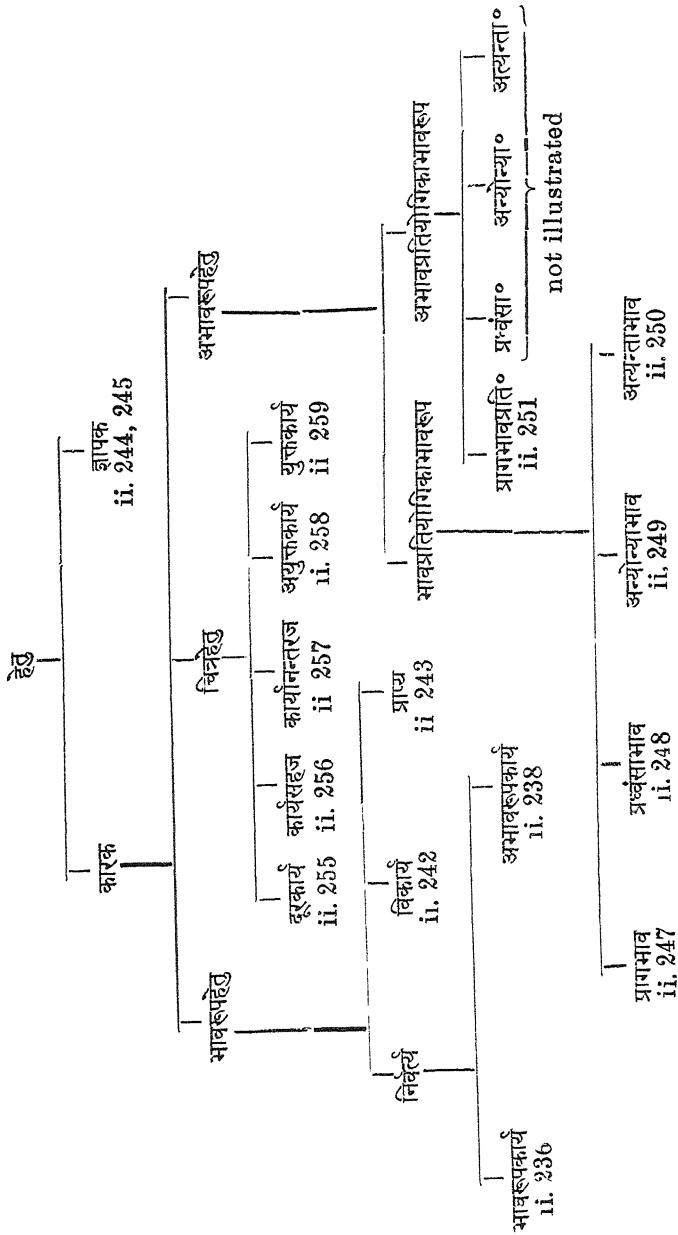 हेतु
कारक
ज्ञापक
ii. 244, 245
भावरूपहेतु
चित्रहेतु
अभावरूपहेतु
दूरकार्य
ii. 255
कार्यसहज
ii. 256
कार्यानन्तरज
ii 257
अयुक्तकार्य
ii. 258
युक्तकार्य
ii 259
निर्वर्त्य
विकार्य
ii. 242
प्राप्य
ii 243
भावप्रतियोगिकाभावरूप
अभावप्रतियोगिकाभावरूप
भावरूपकार्य
ii. 236
अभावरूपकार्य
ii. 238
प्रागभावप्रति°
ii. 251
प्रध्वंसा°
अन्योन्या°
अत्यन्ता°
not illustrated
प्रागभाव
ii. 247
प्रध्वंसाभाव
ii. 248
अन्योन्याभाव
ii. 249
अत्यन्ताभाव
ii. 250